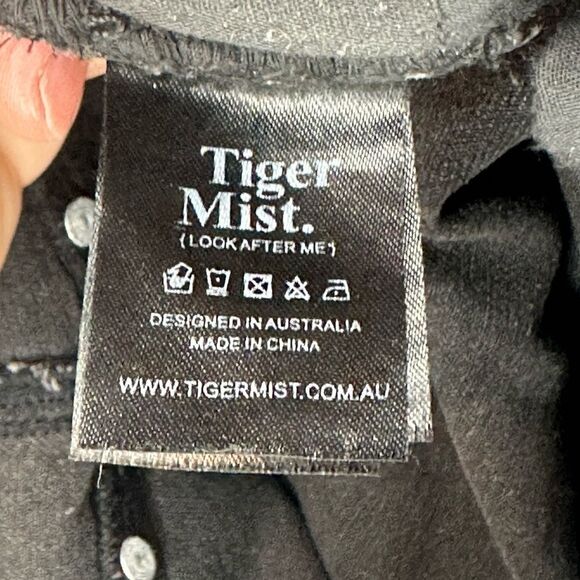 Tiger
Mist.
{LOOK AFTER ME}
DESIGNED IN AUSTRALIA
MADE IN CHINA
WWW.TIGERMIST.COM.AU